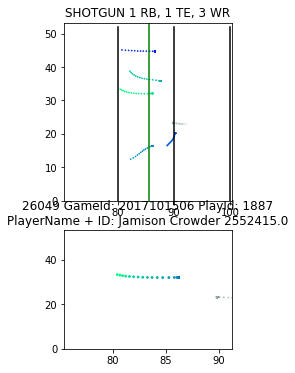 SHOTGUN 1 RB, 1 TE, 3 WR
50
40
30
20
10
0
80 90 100
26049 GameId: 2017101506 PlayId: 1887
PlayerName + ID: Jamison Crowder 2552415.0
40
20
0
80 85 90